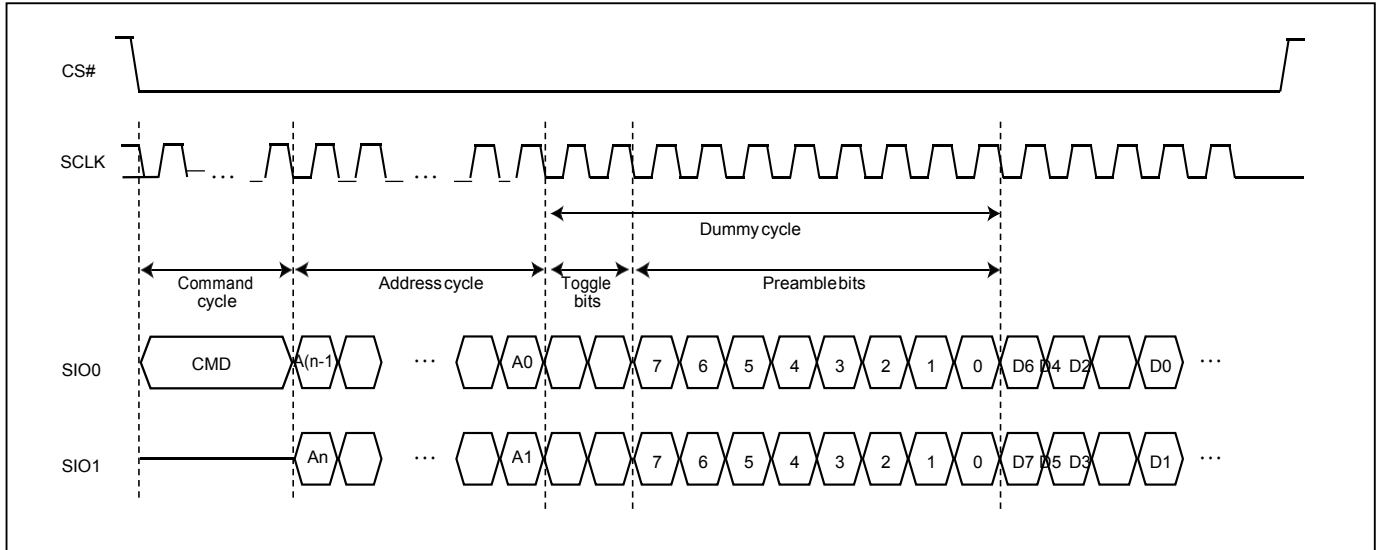 CS#
SCLK
...
...
Dummy cycle
Command
cycle
Address cycle
Toggle
bits
Preamble bits
SIO0
CMD
A(n-1
...
A0
7
6
5
4
3
2
1
0
D6
D4
D2
D0
...
SIO1
An
...
A1
7
6
5
4
3
2
1
0
D7
D5
D3
D1
...